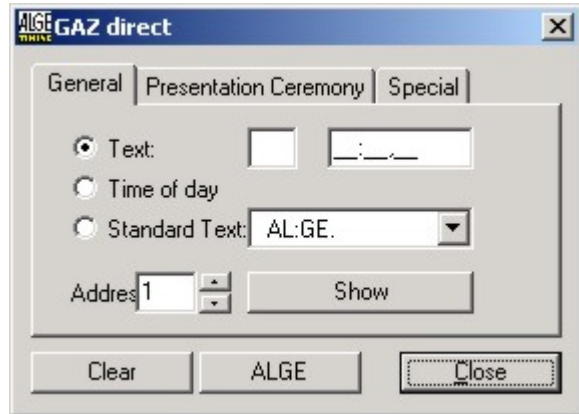 ALGE TIMING GAZ direct
General Presentation Ceremony Special
Text: __:__,__
Time of day
Standard Text: AL:GE.
Addres 1 Show
Clear ALGE Close